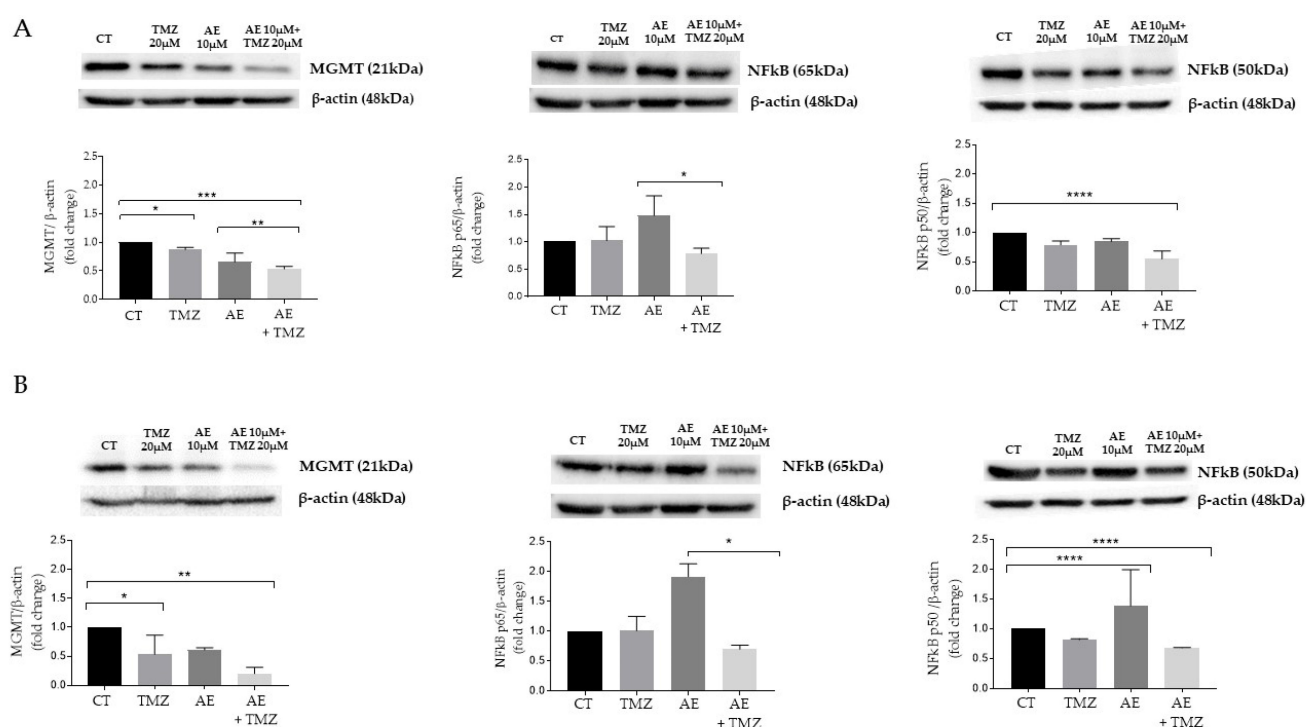 A
CT
TMZ
20μM
AE
10μM
AE 10μM+
TMZ 20μM
MGMT (21kDa)
β-actin (48kDa)
MGMT/ β-actin
(fold change)
2.5
2.0
1.5
1.0
0.5
0.0
***
*
**
CT
TMZ
AE
AE
+ TMZ
CT
TMZ
20μM
AE
10μM
AE 10μM+
TMZ 20μM
NFkB (65kDa)
β-actin (48kDa)
NFkB p65/β-actin
(fold change)
2.5
2.0
1.5
1.0
0.5
0.0
*
CT
TMZ
AE
AE
+ TMZ
CT
TMZ
20μM
AE
10μM
AE 10μM+
TMZ 20μM
NFkB (50kDa)
β-actin (48kDa)
NFkB p50/β-actin
(fold change)
2.5
2.0
1.5
1.0
0.5
0.0
****
CT
TMZ
AE
AE
+ TMZ
B
CT
TMZ
20μM
AE
10μM
AE 10μM+
TMZ 20μM
MGMT (21kDa)
β-actin (48kDa)
MGMT/β-actin
(fold change)
2.5
2.0
1.5
1.0
0.5
0.0
**
*
CT
TMZ
AE
AE
+ TMZ
CT
TMZ
20μM
AE
10μM
AE 10μM+
TMZ 20μM
NFkB (65kDa)
β-actin (48kDa)
NFkB p65/β-actin
(fold change)
2.5
2.0
1.5
1.0
0.5
0.0
*
CT
TMZ
AE
AE
+ TMZ
CT
TMZ
20μM
AE
10μM
AE 10μM+
TMZ 20μM
NFkB (50kDa)
β-actin (48kDa)
NFkB p50 /β-actin
(fold change)
2.5
2.0
1.5
1.0
0.5
0.0
****
****
CT
TMZ
AE
AE
+ TMZ